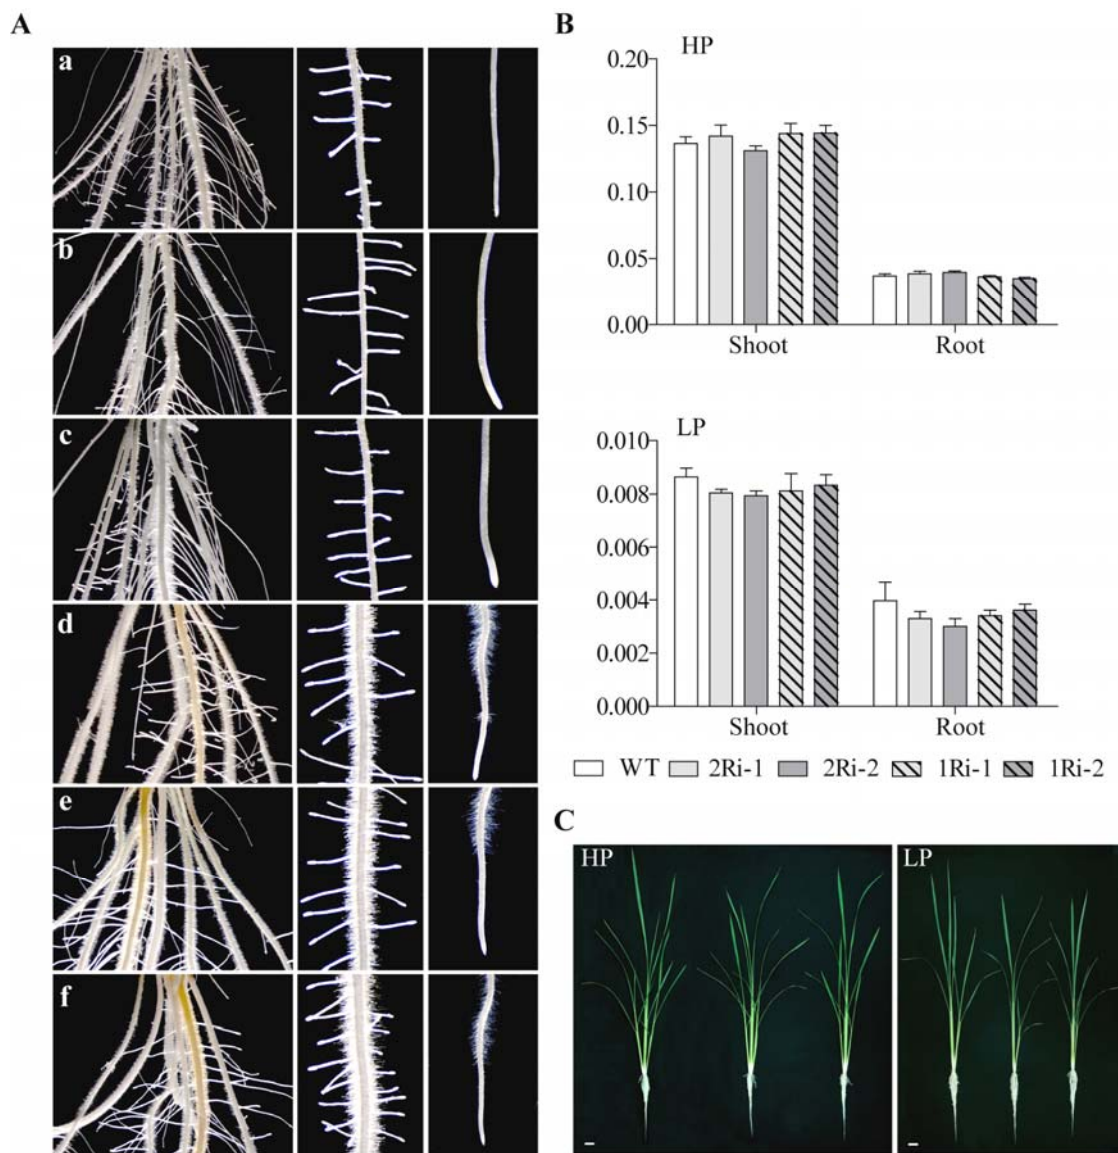 A
a
b
c
d
e
f
B
HP
0.20
0.15
0.10
0.05
0.00
Shoot Root
LP
0.010
0.008
0.006
0.004
0.002
0.000
Shoot Root
WT 2Ri-1 2Ri-2 1Ri-1 1Ri-2
C
HP LP